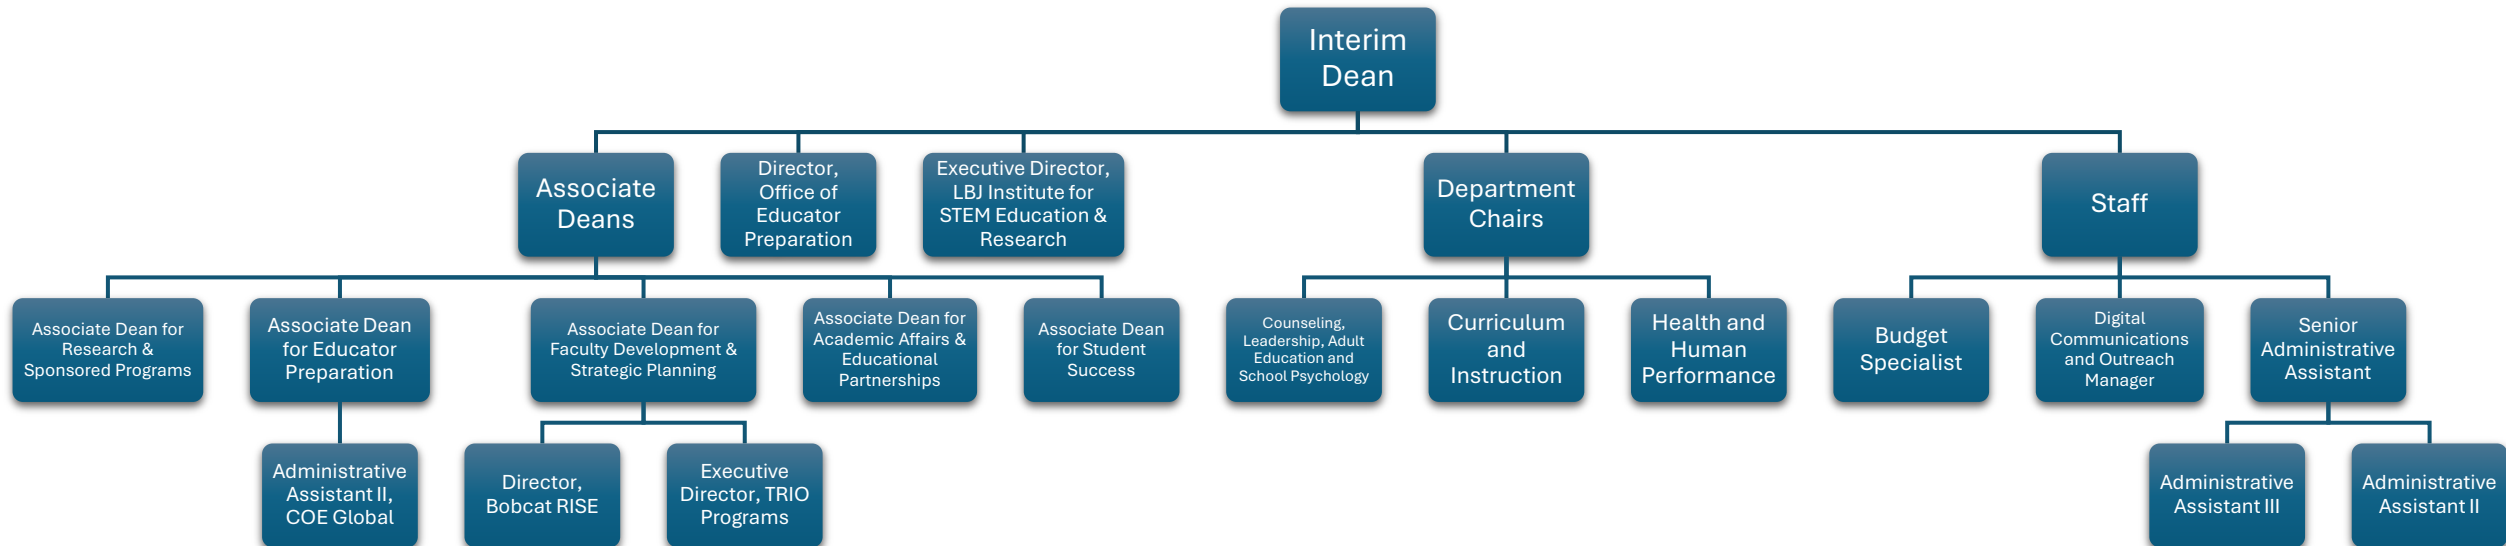 Interim
Dean
Associate
Deans
Director,
Office of
Educator
Preparation
Executive Director,
LBJ Institute for
STEM Education &
Research
Department
Chairs
Staff
Associate Dean for
Research &
Sponsored Programs
Associate Dean
for Educator
Preparation
Associate Dean for
Faculty Development &
Strategic Planning
Associate Dean for
Academic Affairs &
Educational
Partnerships
Associate Dean
for Student
Success
Counseling,
Leadership, Adult
Education and
School Psychology
Curriculum
and
Instruction
Health and
Human
Performance
Budget
Specialist
Digital
Communications
and Outreach
Manager
Senior
Administrative
Assistant
Administrative
Assistant II,
COE Global
Director,
Bobcat RISE
Executive
Director, TRIO
Programs
Administrative
Assistant III
Administrative
Assistant II